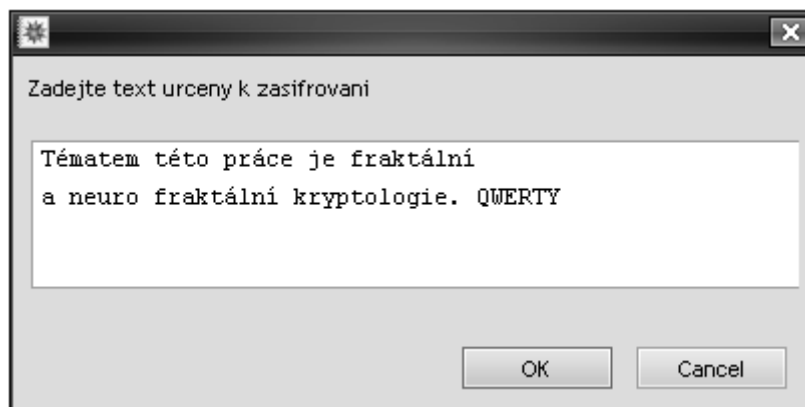 Zadejte text urceny k zasifrovani
Tématem této práce je fraktální
a neuro fraktální kryptologie. QWERTY
OK Cancel